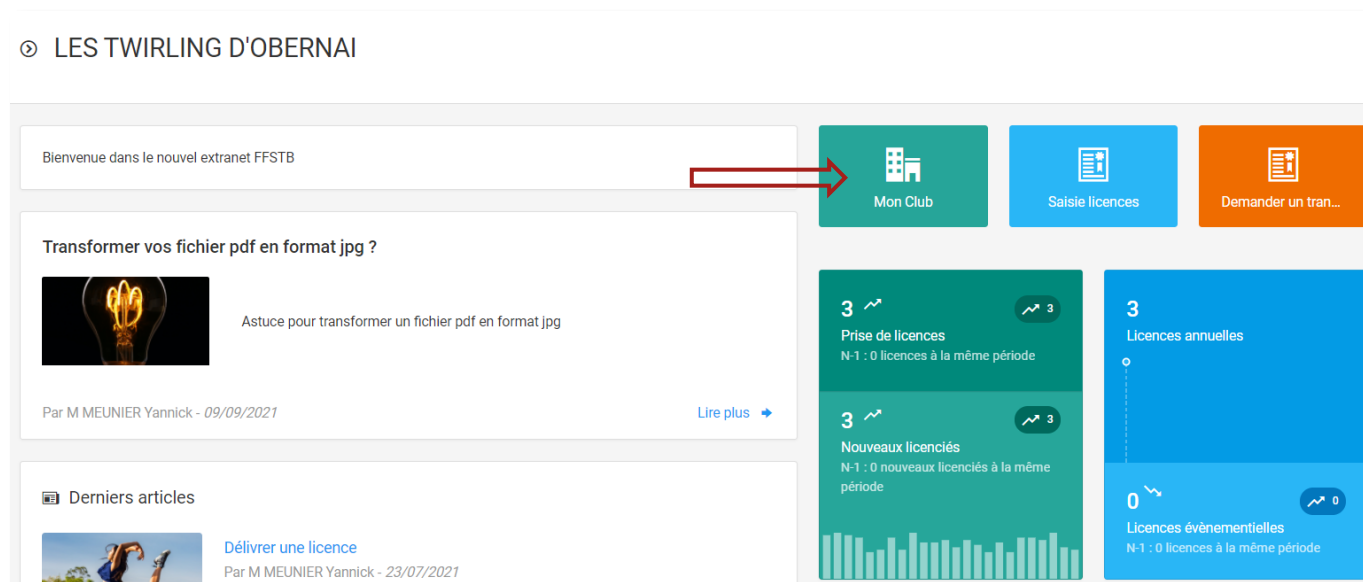 LES TWIRLING D'OBERNAI
Bienvenue dans le nouvel extranet FFSTB
Transformer vos fichier pdf en format jpg ?
Astuce pour transformer un fichier pdf en format jpg
Par M MEUNIER Yannick - 09/09/2021
Lire plus
Derniers articles
Délivrer une licence
Par M MEUNIER Yannick - 23/07/2021
Mon Club
Saisie licences
Demander un tran...
3
3
Prise de licences
N-1 : 0 licences à la même période
3
3
Nouveaux licenciés
N-1 : 0 nouveaux licenciés à la même
période
3
Licences annuelles
0
0
Licences évènementielles
N-1 : 0 licences à la même période